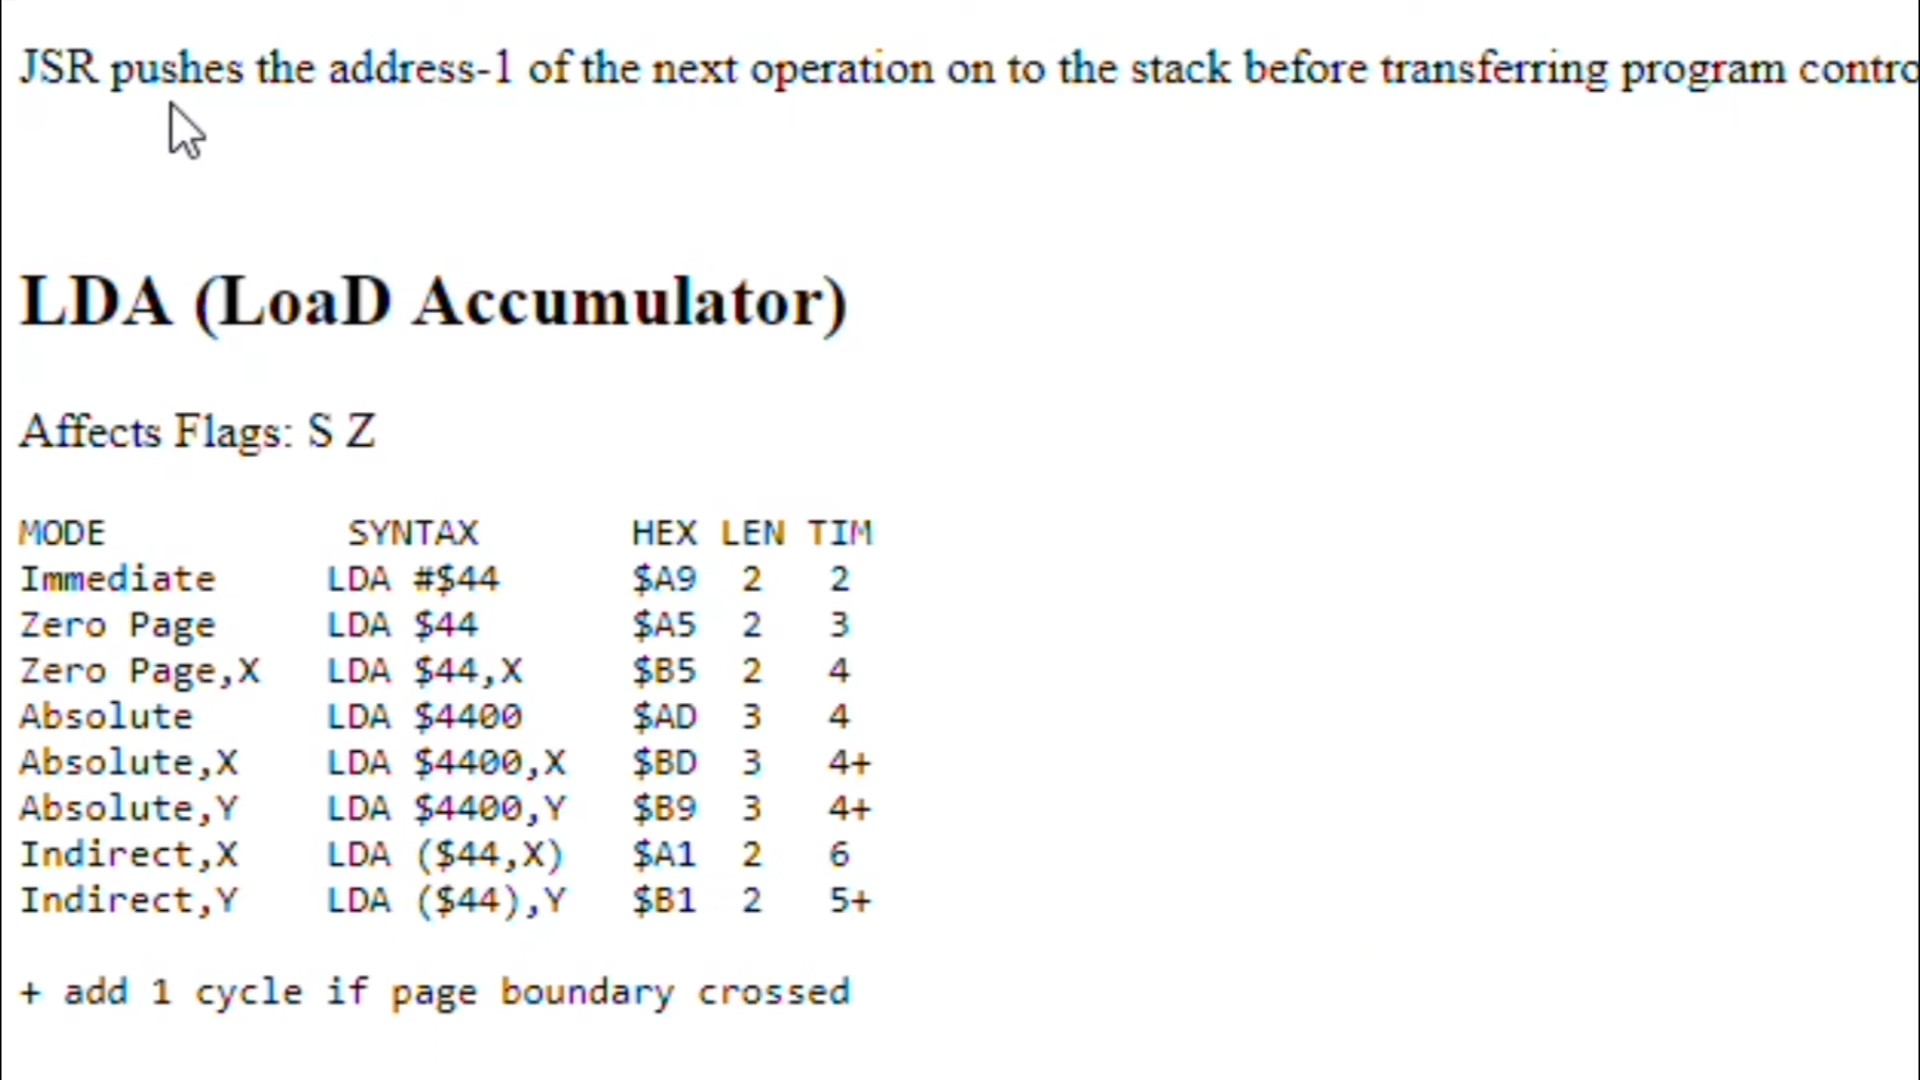 JSR pushes the address-1 of the next operation on to the stack before transferring program contro
LDA (LoaD Accumulator)
Affects Flags: S Z
MODE SYNTAX HEX LEN TIM
Immediate LDA #$44 $A9 2 2
Zero Page LDA $44 $A5 2 3
Zero Page,X LDA $44,X $B5 2 4
Absolute LDA $4400 $AD 3 4
Absolute,X LDA $4400,X $BD 3 4+
Absolute,Y LDA $4400,Y $B9 3 4+
Indirect,X LDA ($44,X) $A1 2 6
Indirect,Y LDA ($44),Y $B1 2 5+
+ add 1 cycle if page boundary crossed